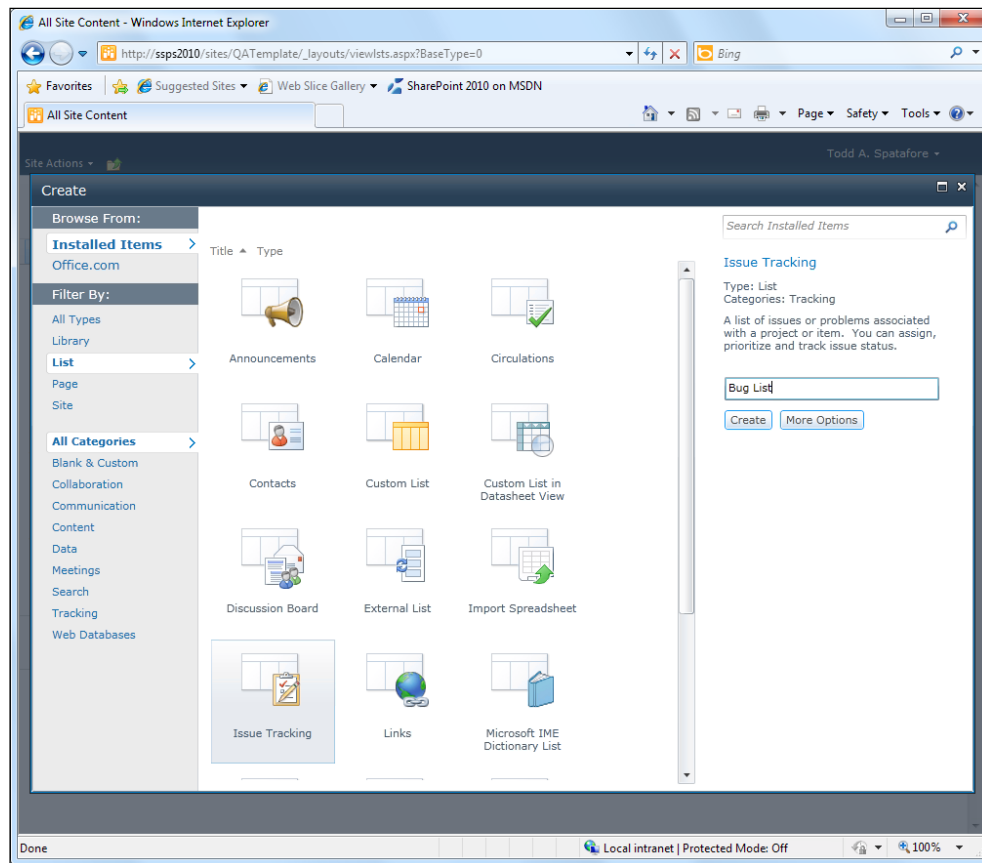 All Site Content - Windows Internet Explorer
http://ssps2010/sites/QATemplate/_layouts/viewlsts.aspx?BaseType=0
Bing
Favorites
Suggested Sites
Web Slice Gallery
SharePoint 2010 on MSDN
All Site Content
Page
Safety
Tools
Site Actions
Todd A. Spatafore
Create
Browse From:
Installed Items
Office.com
Filter By:
All Types
Library
List
Page
Site
All Categories
Blank & Custom
Collaboration
Communication
Content
Data
Meetings
Search
Tracking
Web Databases
Title
Type
Announcements
Calendar
Circulations
Contacts
Custom List
Custom List in
Datasheet View
Discussion Board
External List
Import Spreadsheet
Issue Tracking
Links
Microsoft IME
Dictionary List
Search Installed Items
Issue Tracking
Type: List
Categories: Tracking
A list of issues or problems associated
with a project or item. You can assign,
prioritize and track issue status.
Bug List
Create
More Options
Done
Local intranet | Protected Mode: Off
100%